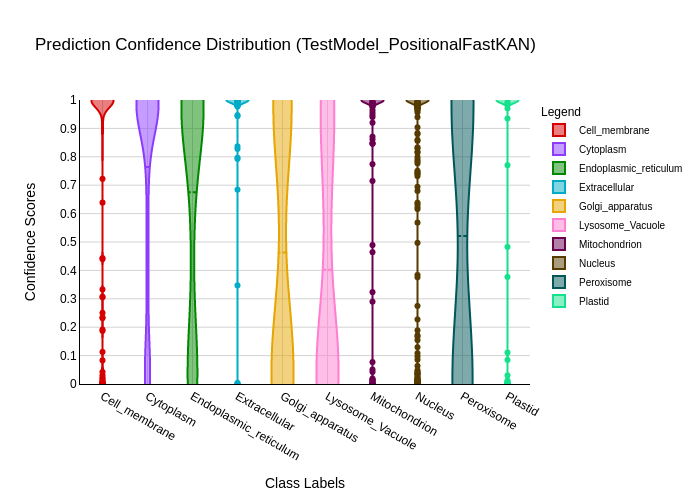 Prediction Confidence Distribution (TestModel_PositionalFastKAN)
Confidence Scores
1
0.9
0.8
0.7
0.6
0.5
0.4
0.3
0.2
0.1
0
Cell_membrane
Cytoplasm
Endoplasmic_reticulum
Extracellular
Golgi_apparatus
Lysosome_Vacuole
Mitochondrion
Nucleus
Peroxisome
Plastid
Class Labels
Legend
Cell_membrane
Cytoplasm
Endoplasmic_reticulum
Extracellular
Golgi_apparatus
Lysosome_Vacuole
Mitochondrion
Nucleus
Peroxisome
Plastid